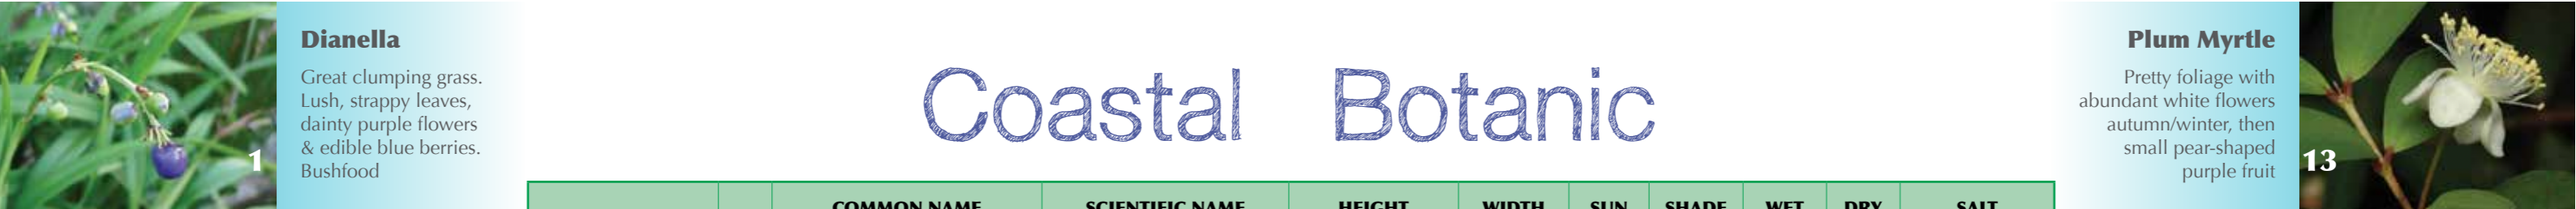 Dianella
Great clumping grass.
Lush, strappy leaves,
dainty purple flowers
& edible blue berries.
Bushfood
1
Coastal Botanic
COMMON NAME SCIENTIFIC NAME HEIGHT WIDTH SUN SHADE WET DRY SALT
Plum Myrtle
Pretty foliage with
abundant white flowers
autumn/winter, then
small pear-shaped
purple fruit
13